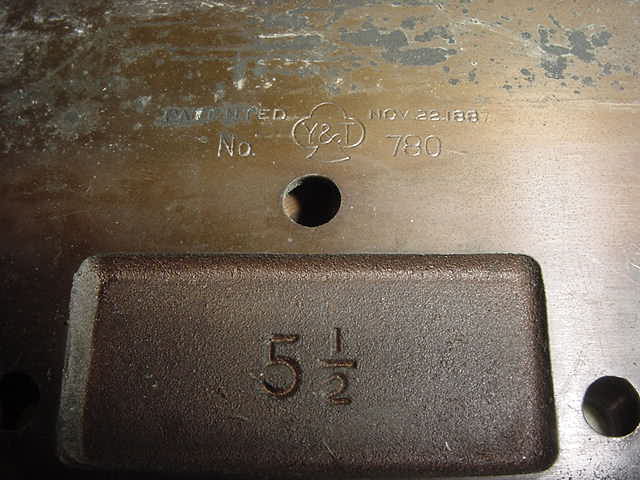 PATENTED Y&T NOV. 22. 1887
No. 780
5 1/2